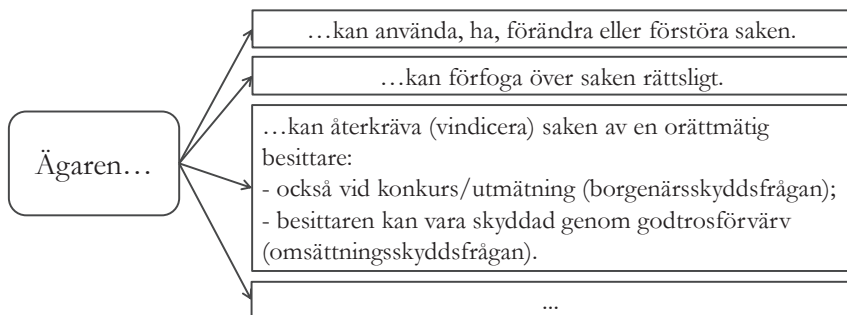 …kan använda, ha, förändra eller förstöra saken.
…kan förfoga över saken rättsligt.
Ägaren…
…kan återkräva (vindicera) saken av en orättmätig
besittare:
- också vid konkurs/utmätning (borgenärsskyddsfrågan);
- besittaren kan vara skyddad genom godtrosförvärv
(omsättningsskyddsfrågan).
...